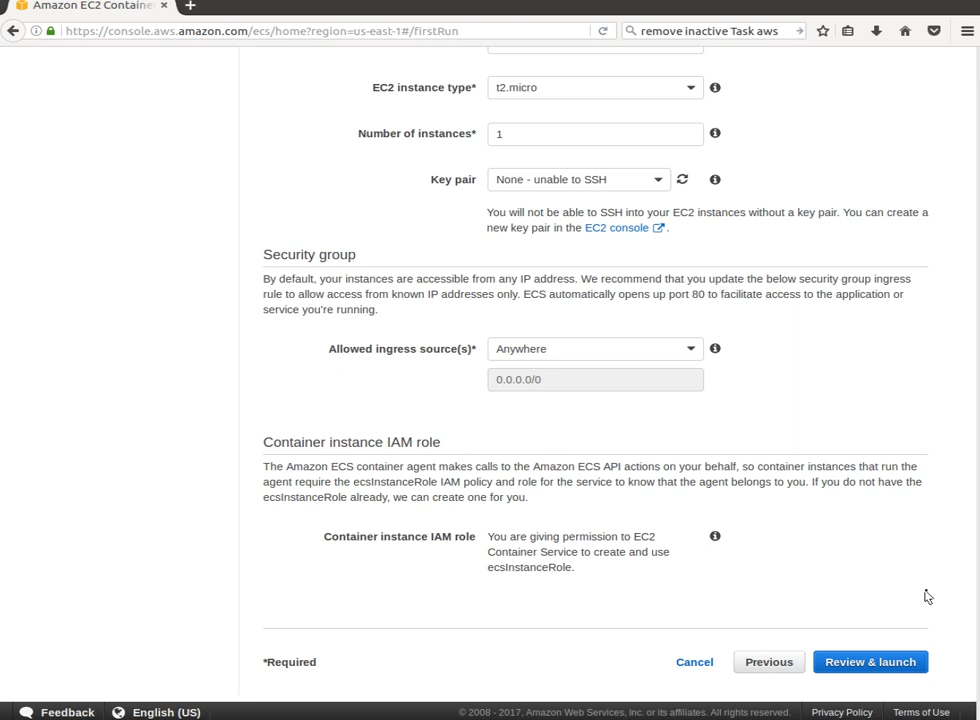 Amazon EC2 Containe
https://console.aws.amazon.com/ecs/home?region=us-east-1#/firstRun
remove inactive Task aws
EC2 instance type* t2.micro
Number of instances* 1
Key pair None - unable to SSH
You will not be able to SSH into your EC2 instances without a key pair. You can create a
new key pair in the EC2 console .
Security group
By default, your instances are accessible from any IP address. We recommend that you update the below security group ingress
rule to allow access from known IP addresses only. ECS automatically opens up port 80 to facilitate access to the application or
service you're running.
Allowed ingress source(s)* Anywhere
0.0.0.0/0
Container instance IAM role
The Amazon ECS container agent makes calls to the Amazon ECS API actions on your behalf, so container instances that run the
agent require the ecsInstanceRole IAM policy and role for the service to know that the agent belongs to you. If you do not have the
ecsInstanceRole already, we can create one for you.
Container instance IAM role You are giving permission to EC2
Container Service to create and use
ecsInstanceRole.
*Required Cancel Previous Review & launch
Feedback English (US) © 2008 - 2017, Amazon Web Services, Inc. or its affiliates. All rights reserved. Privacy Policy Terms of Use